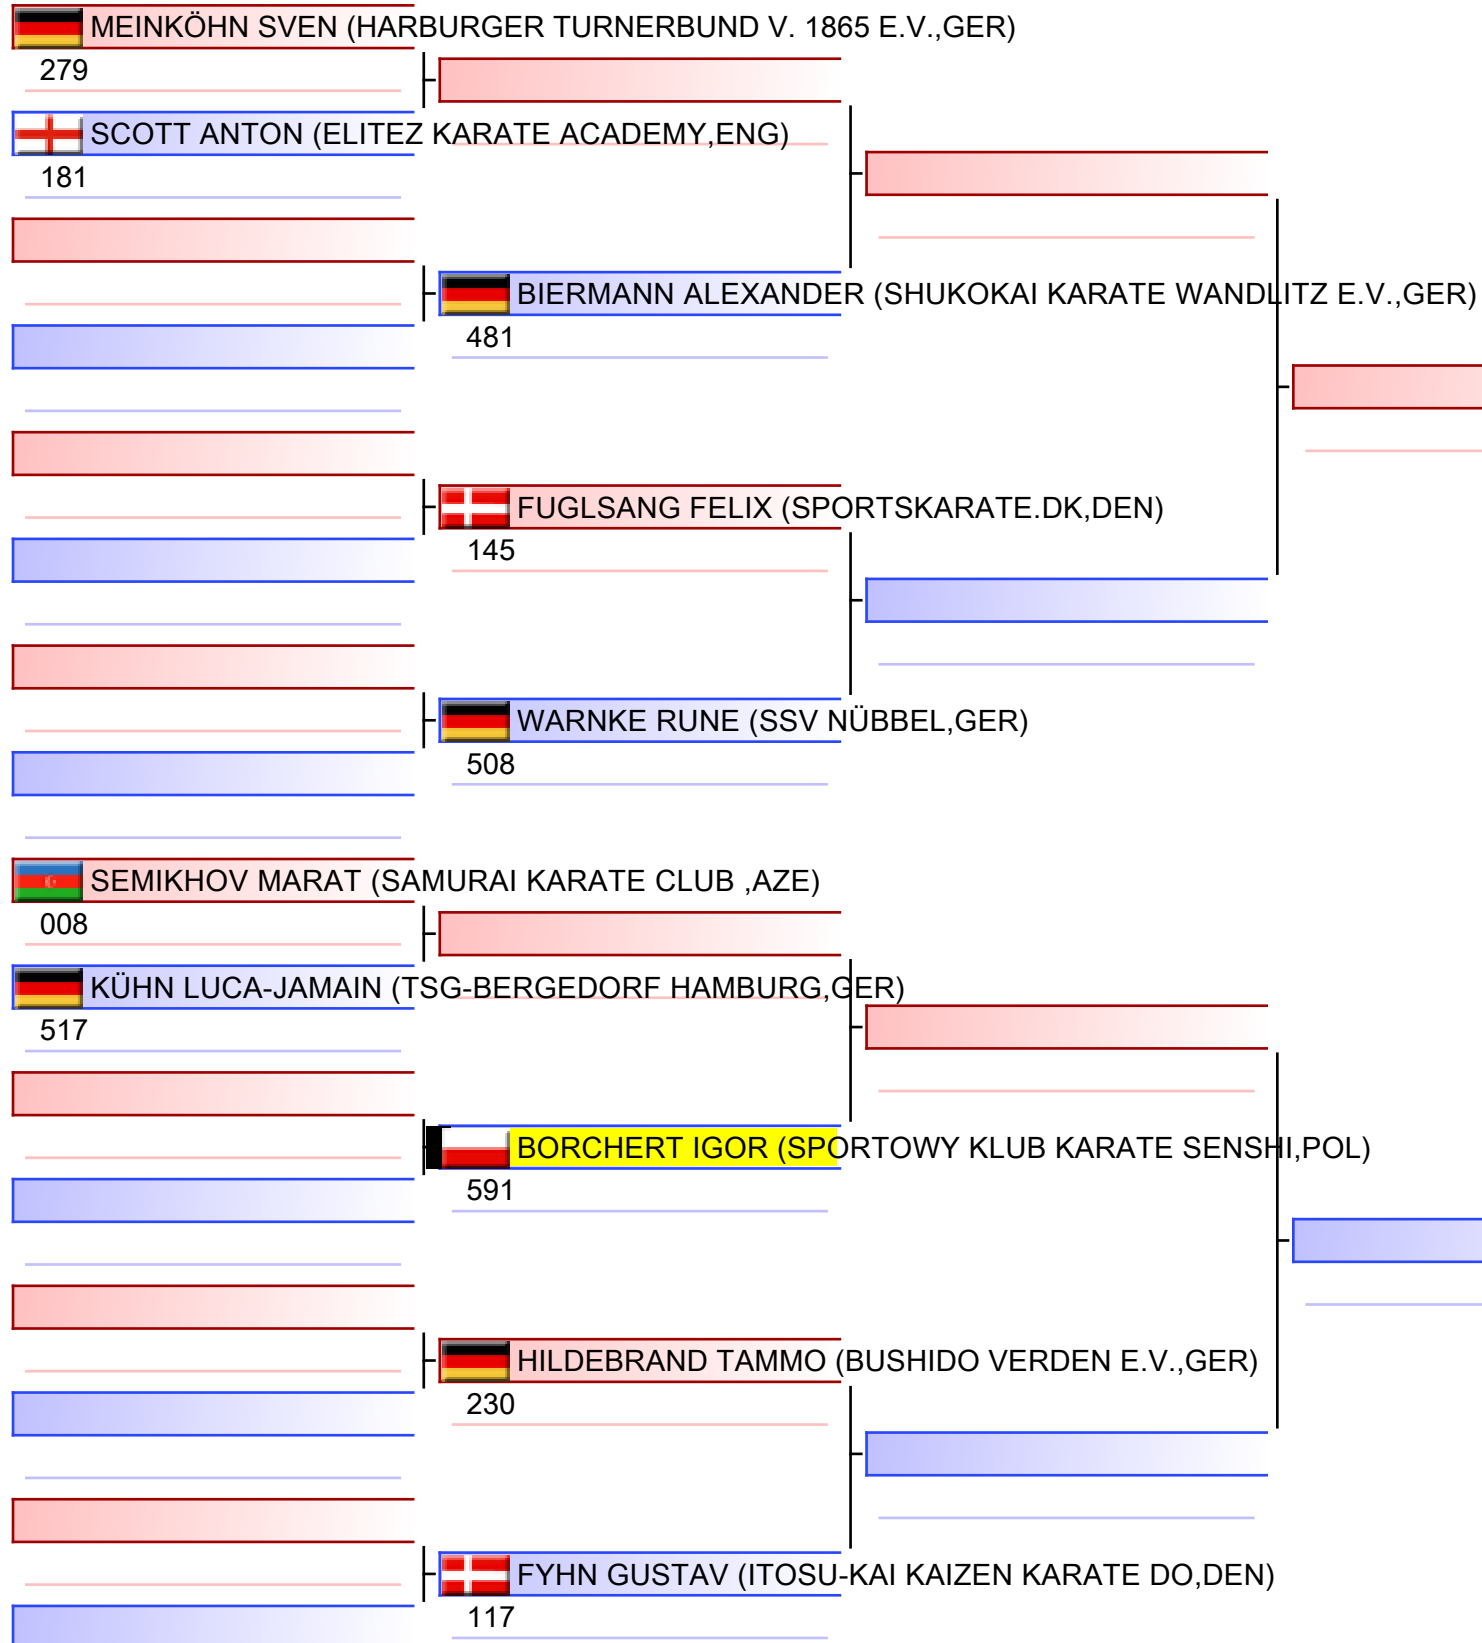 MEINKÖHN SVEN (HARBURGER TURNERBUND V. 1865 E.V.,GER)
279
SCOTT ANTON (ELITEZ KARATE ACADEMY,ENG)
181
BIERMANN ALEXANDER (SHUKOKAI KARATE WANDLITZ E.V.,GER)
481
FUGLSANG FELIX (SPORTSKARATE.DK,DEN)
145
WARNKE RUNE (SSV NÜBBEL,GER)
508
SEMIKHOV MARAT (SAMURAI KARATE CLUB ,AZE)
008
KÜHN LUCA-JAMAIN (TSG-BERGEDORF HAMBURG,GER)
517
BORCHERT IGOR (SPORTOWY KLUB KARATE SENSHI,POL)
591
HILDEBRAND TAMMO (BUSHIDO VERDEN E.V.,GER)
230
FYHN GUSTAV (ITOSU-KAI KAIZEN KARATE DO,DEN)
117